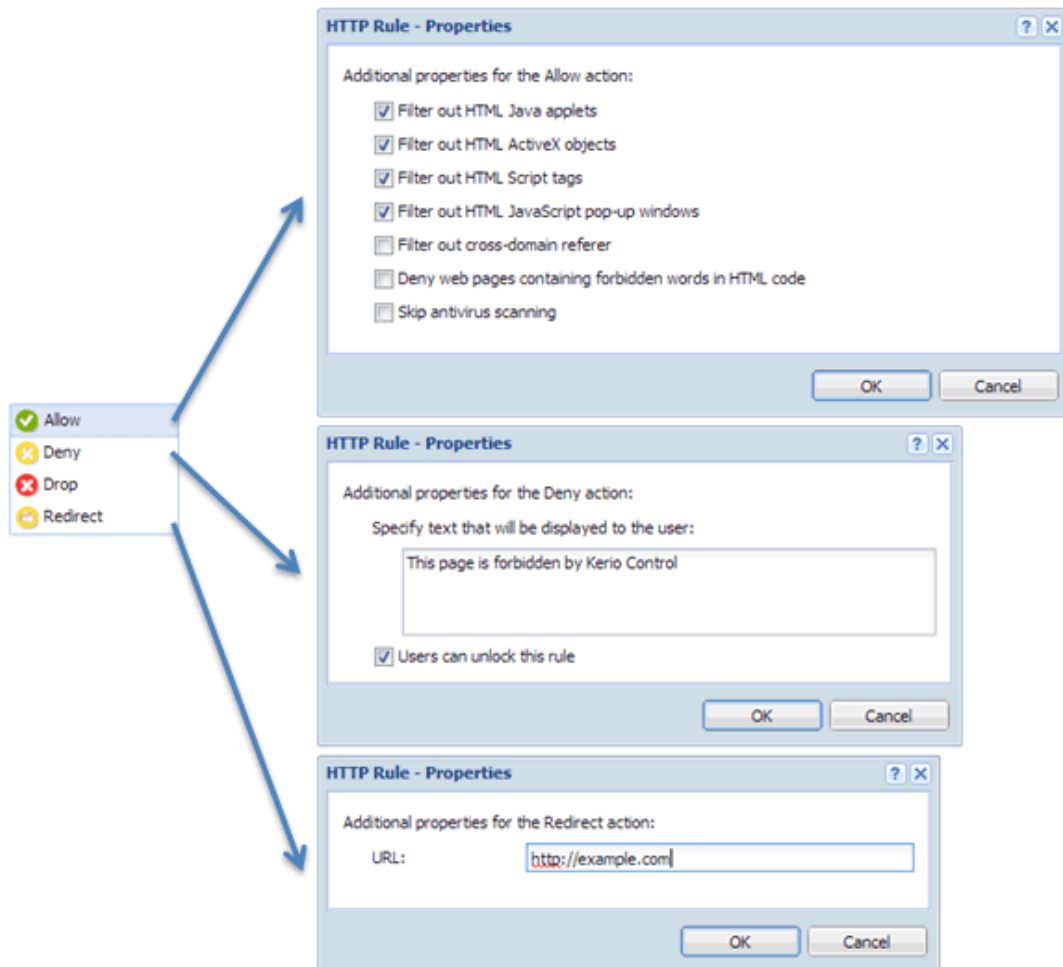 HTTP Rule - Properties
Additional properties for the Allow action:
Filter out HTML Java applets
Filter out HTML ActiveX objects
Filter out HTML Script tags
Filter out HTML JavaScript pop-up windows
Filter out cross-domain referer
Deny web pages containing forbidden words in HTML code
Skip antivirus scanning
OK Cancel
Allow
Deny
Drop
Redirect
HTTP Rule - Properties
Additional properties for the Deny action:
Specify text that will be displayed to the user:
This page is forbidden by Kerio Control
Users can unlock this rule
OK Cancel
HTTP Rule - Properties
Additional properties for the Redirect action:
URL: http://example.com
OK Cancel